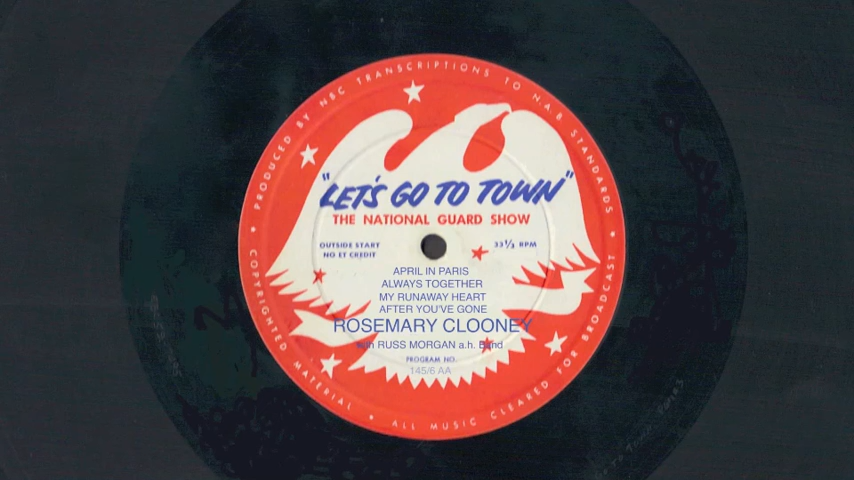 PRODUCED BY NBC TRANSCRIPTIONS TO N.A.B. STANDARDS
"LET'S GO TO TOWN"
THE NATIONAL GUARD SHOW
OUTSIDE START
NO ET CREDIT
33⅓ RPM
APRIL IN PARIS
ALWAYS TOGETHER
MY RUNAWAY HEART
AFTER YOU'VE GONE
ROSEMARY CLOONEY
with RUSS MORGAN a.h. Band
PROGRAM NO.
145/6 AA
COPYRIGHTED MATERIAL
ALL MUSIC CLEARED FOR BROADCAST